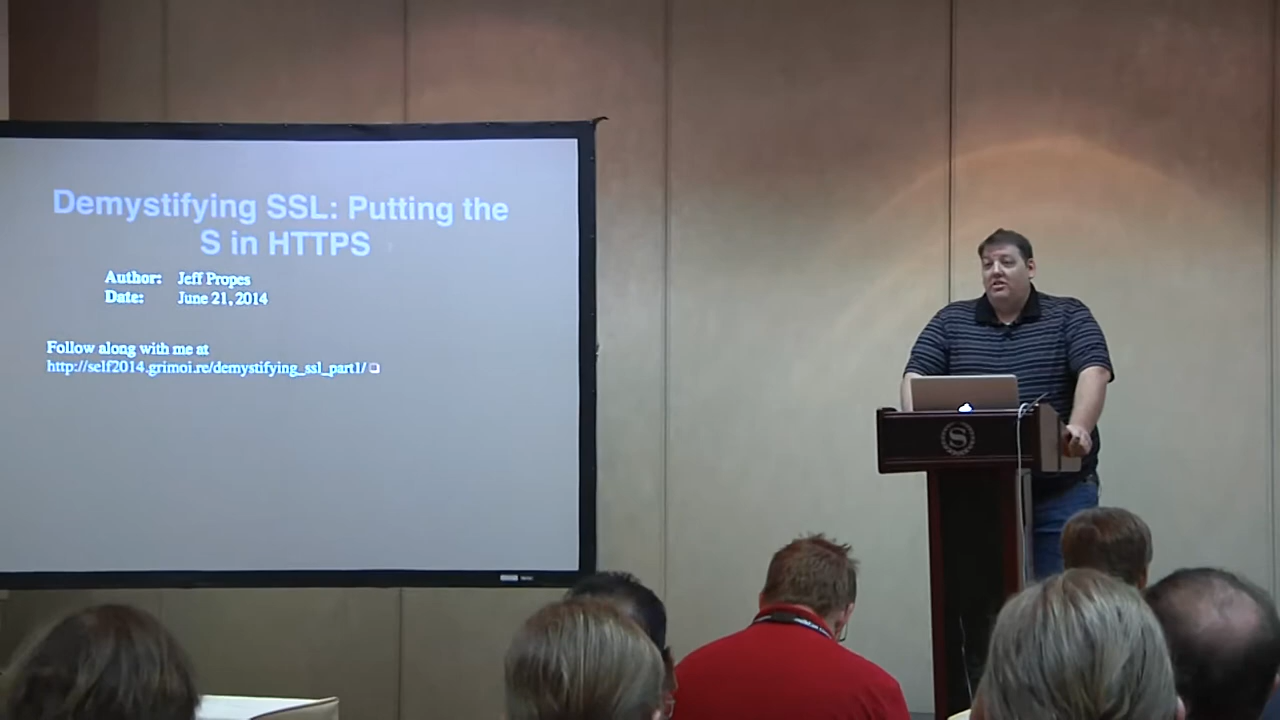 Demystifying SSL: Putting the
S in HTTPS
Author: Jeff Propes
Date: June 21, 2014
Follow along with me at
http://self2014.grimoi.re/demystifying_ssl_part1/
S